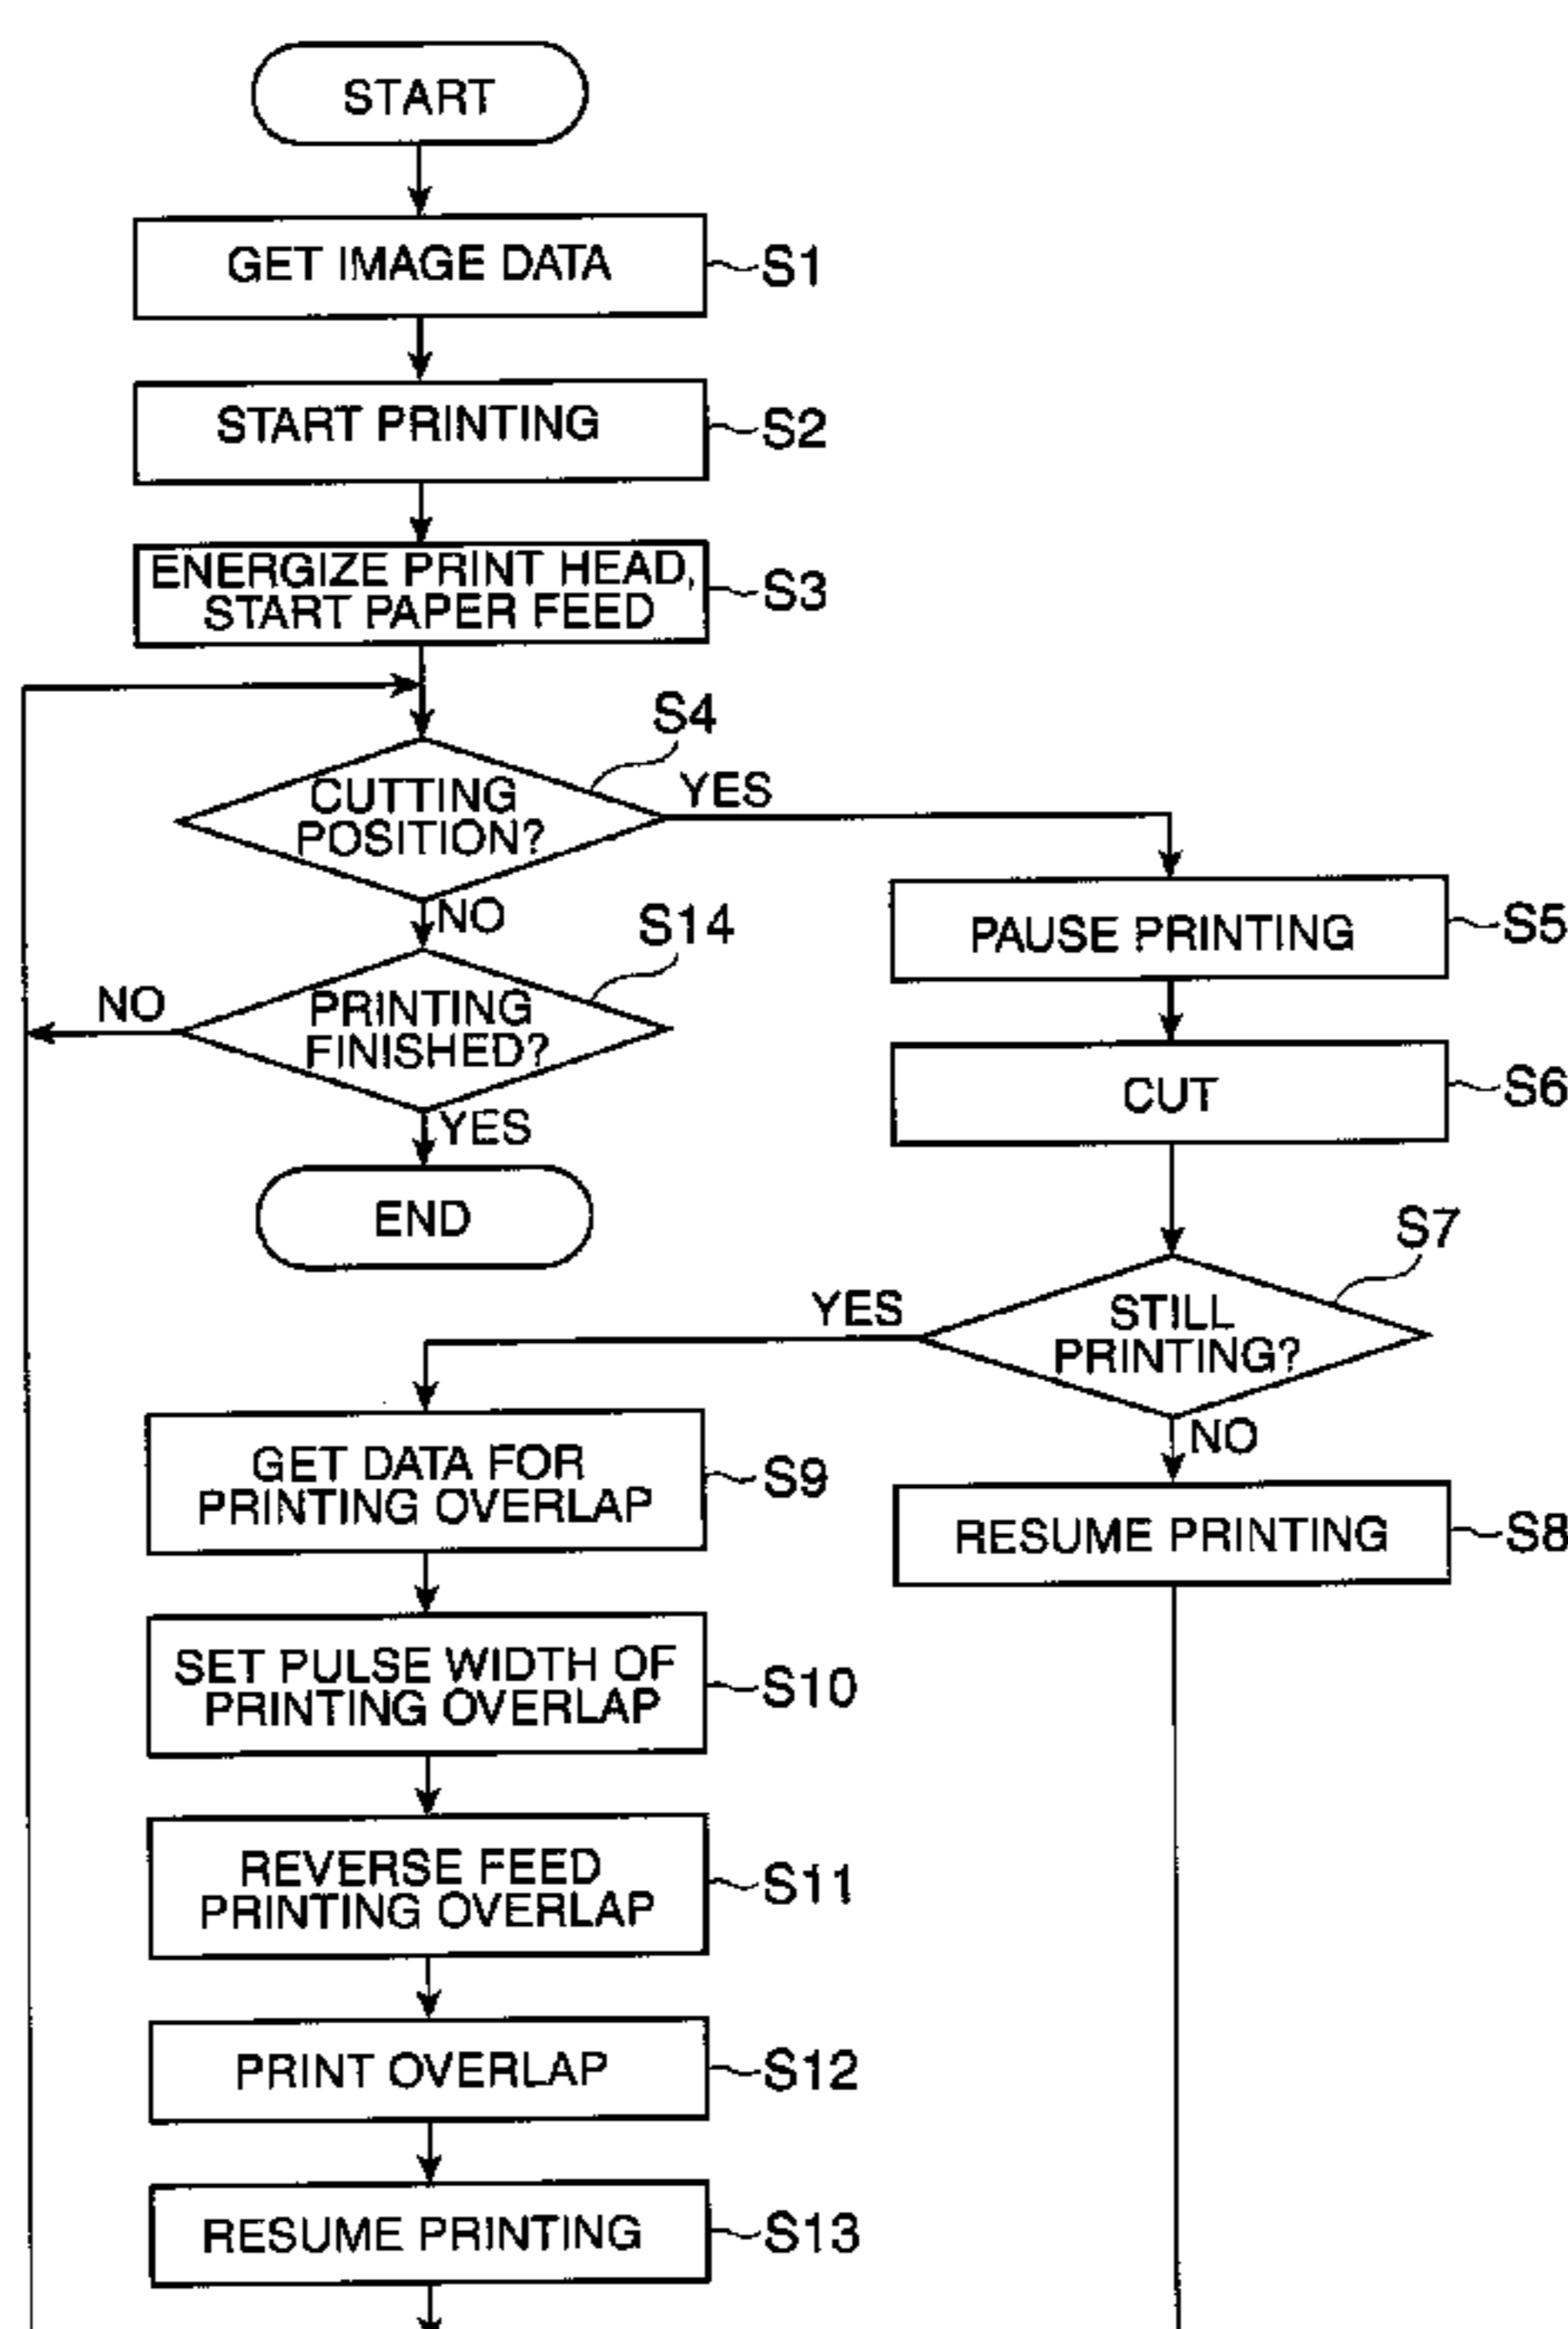 START
GET IMAGE DATA
S1
START PRINTING
S2
ENERGIZE PRINT HEAD,
START PAPER FEED
S3
S4
CUTTING
POSITION?
YES
NO
S14
PRINTING
FINISHED?
NO
YES
END
PAUSE PRINTING
S5
CUT
S6
S7
STILL
PRINTING?
YES
NO
RESUME PRINTING
S8
GET DATA FOR
PRINTING OVERLAP
S9
SET PULSE WIDTH OF
PRINTING OVERLAP
S10
REVERSE FEED
PRINTING OVERLAP
S11
PRINT OVERLAP
S12
RESUME PRINTING
S13